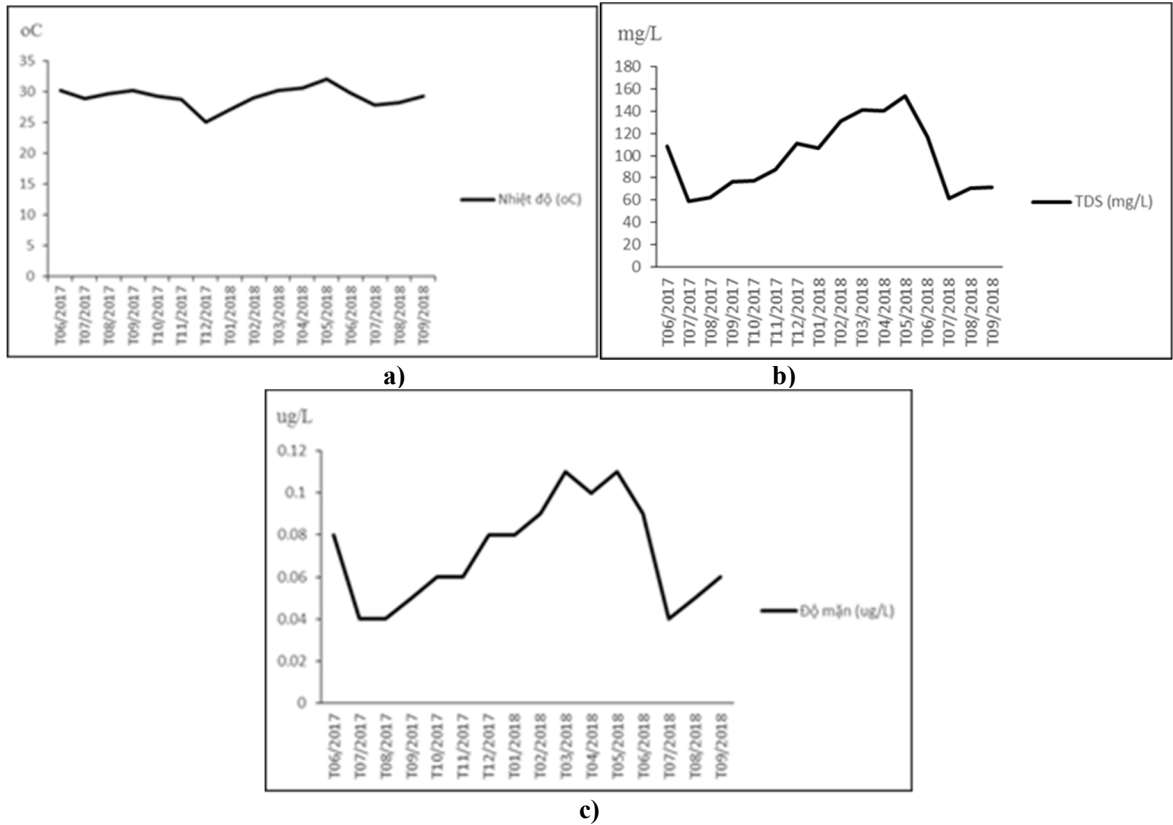 oC
35
30
25
20
15
10
5
0
T06/2017
T07/2017
T08/2017
T09/2017
T10/2017
T11/2017
T12/2017
T01/2018
T02/2018
T03/2018
T04/2018
T05/2018
T06/2018
T07/2018
T08/2018
T09/2018
Nhiệt độ (oC)
a)
mg/L
180
160
140
120
100
80
60
40
20
0
T06/2017
T07/2017
T08/2017
T09/2017
T10/2017
T11/2017
T12/2017
T01/2018
T02/2018
T03/2018
T04/2018
T05/2018
T06/2018
T07/2018
T08/2018
T09/2018
TDS (mg/L)
b)
ug/L
0.12
0.1
0.08
0.06
0.04
0.02
0
T06/2017
T07/2017
T08/2017
T09/2017
T10/2017
T11/2017
T12/2017
T01/2018
T02/2018
T03/2018
T04/2018
T05/2018
T06/2018
T07/2018
T08/2018
T09/2018
Độ mặn (ug/L)
c)